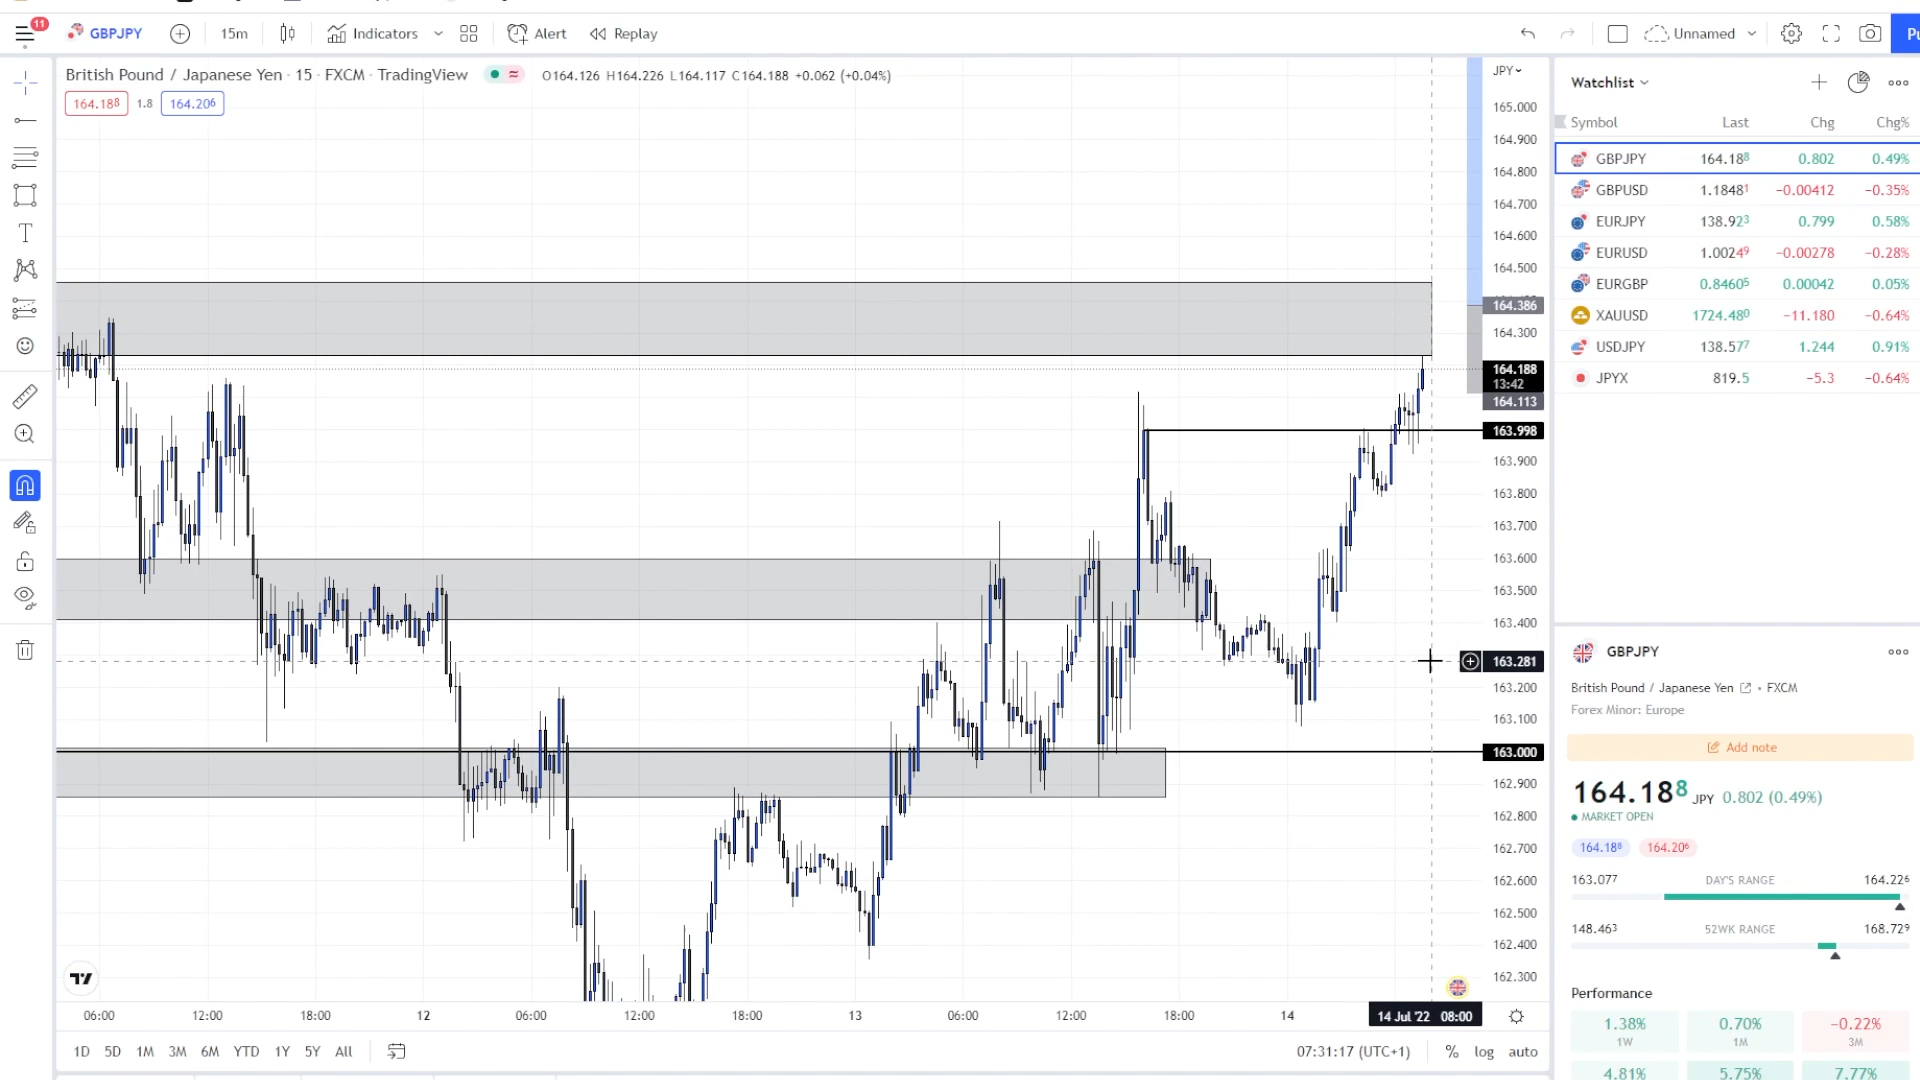 11
GBPJPY 15m Indicators Alert Replay Unnamed Pu
British Pound / Japanese Yen · 15 · FXCM · TradingView O164.126 H164.226 L164.117 C164.188 +0.062 (+0.04%)
164.188 1.8 164.206
JPY
165.000
164.900
164.800
164.700
164.600
164.500
164.386
164.300
164.188
13:42
164.113
163.998
163.900
163.800
163.700
163.600
163.500
163.400
163.281
163.200
163.100
163.000
162.900
162.800
162.700
162.600
162.500
162.400
162.300
06:00 12:00 18:00 12 06:00 12:00 18:00 13 06:00 12:00 18:00 14 14 Jul '22 08:00
1D 5D 1M 3M 6M YTD 1Y 5Y All 07:31:17 (UTC+1) % log auto
Watchlist
Symbol Last Chg Chg%
GBPJPY 164.188 0.802 0.49%
GBPUSD 1.18481 −0.00412 −0.35%
EURJPY 138.923 0.799 0.58%
EURUSD 1.00249 −0.00278 −0.28%
EURGBP 0.84605 0.00042 0.05%
XAUUSD 1724.480 −11.180 −0.64%
USDJPY 138.577 1.244 0.91%
JPYX 819.5 −5.3 −0.64%
GBPJPY
British Pound / Japanese Yen • FXCM
Forex Minor: Europe
Add note
164.188 JPY 0.802 (0.49%)
MARKET OPEN
164.188 164.206
163.077 DAY'S RANGE 164.226
148.463 52WK RANGE 168.729
Performance
1.38% 0.70% −0.22%
1W 1M 3M
4.81% 5.75% 7.77%